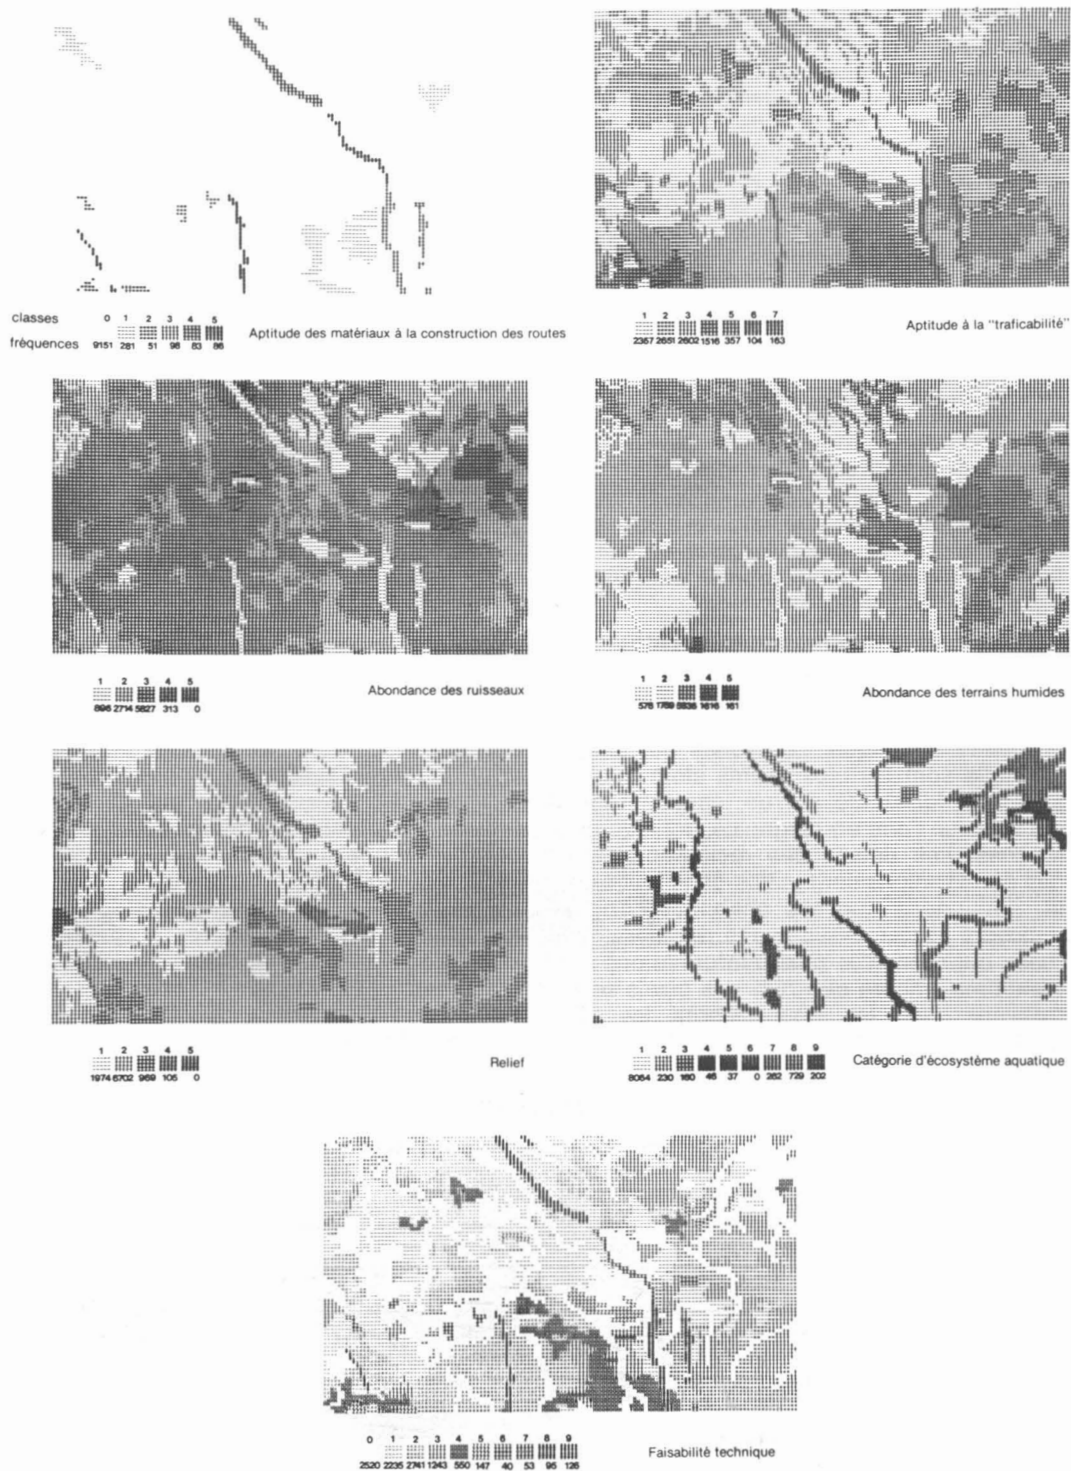 classes 0 1 2 3 4 5
fréquences 9151 281 51 98 83 86
Aptitude des matériaux à la construction des routes
1 2 3 4 5 6 7
2357 2651 2602 1516 357 104 163
Aptitude à la "traficabilité"
1 2 3 4 5
896 2714 5827 313 0
Abondance des ruisseaux
1 2 3 4 5
576 1759 5636 1616 161
Abondance des terrains humides
1 2 3 4 5
1974 6702 969 105 0
Relief
1 2 3 4 5 6 7 8 9
8054 230 160 46 37 0 262 729 202
Catégorie d'écosystème aquatique
0 1 2 3 4 5 6 7 8 9
2520 2235 2741 1243 550 147 40 53 95 126
Faisabilité technique